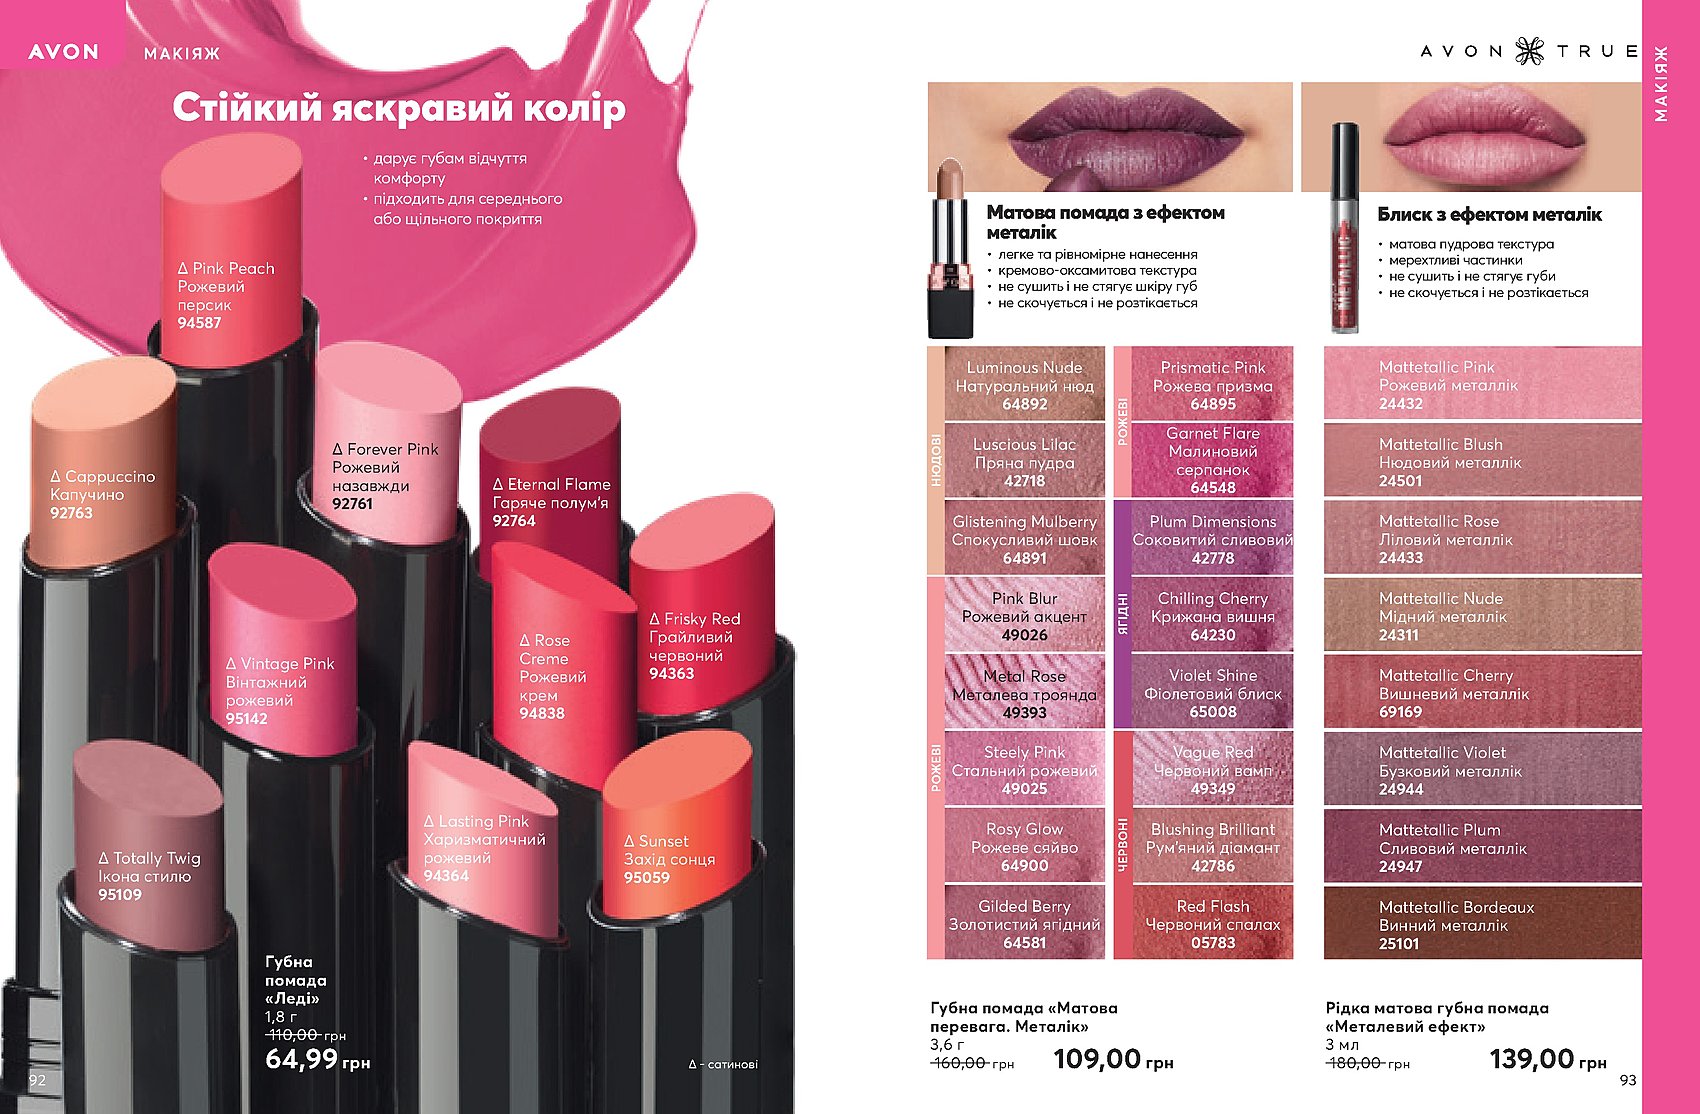 AVON
МАКІЯЖ
Стійкий яскравий колір
• дарує губам відчуття
комфорту
• підходить для середнього
або щільного покриття
Δ Pink Peach
Рожевий
персик
94587
Δ Cappuccino
Капучино
92763
Δ Forever Pink
Рожевий
назавжди
92761
Δ Eternal Flame
Гаряче полум'я
92764
Δ Vintage Pink
Вінтажний
рожевий
95142
Δ Rose
Creme
Рожевий
крем
94838
Δ Frisky Red
Грайливий
червоний
94363
Δ Totally Twig
Ікона стилю
95109
Δ Lasting Pink
Харизматичний
рожевий
94364
Δ Sunset
Захід сонця
95059
Губна
помада
«Леді»
1,8 г
110,00 грн
64,99 грн
Δ - сатинові
92
AVON TRUE
МАКІЯЖ
Матова помада з ефектом
металік
• легке та рівномірне нанесення
• кремово-оксамитова текстура
• не сушить і не стягує шкіру губ
• не скочується і не розтікається
Блиск з ефектом металік
• матова пудрова текстура
• мерехтливі частинки
• не сушить і не стягує губи
• не скочується і не розтікається
METALLIC
НЮДОВІ
Luminous Nude
Натуральний нюд
64892
Luscious Lilac
Пряна пудра
42718
Glistening Mulberry
Спокусливий шовк
64891
РОЖЕВІ
Pink Blur
Рожевий акцент
49026
Metal Rose
Металева троянда
49393
Steely Pink
Стальний рожевий
49025
Rosy Glow
Рожеве сяйво
64900
Gilded Berry
Золотистий ягідний
64581
РОЖЕВІ
Prismatic Pink
Рожева призма
64895
Garnet Flare
Малиновий
серпанок
64548
ЯГІДНІ
Plum Dimensions
Соковитий сливовий
42778
Chilling Cherry
Крижана вишня
64230
Violet Shine
Фіолетовий блиск
65008
ЧЕРВОНІ
Vague Red
Червоний вамп
49349
Blushing Brilliant
Рум'яний діамант
42786
Red Flash
Червоний спалах
05783
Mattetallic Pink
Рожевий металлік
24432
Mattetallic Blush
Нюдовий металлік
24501
Mattetallic Rose
Ліловий металлік
24433
Mattetallic Nude
Мідний металлік
24311
Mattetallic Cherry
Вишневий металлік
69169
Mattetallic Violet
Бузковий металлік
24944
Mattetallic Plum
Сливовий металлік
24947
Mattetallic Bordeaux
Винний металлік
25101
Губна помада «Матова
перевага. Металік»
3,6 г
160,00 грн
109,00 грн
Рідка матова губна помада
«Металевий ефект»
3 мл
180,00 грн
139,00 грн
93